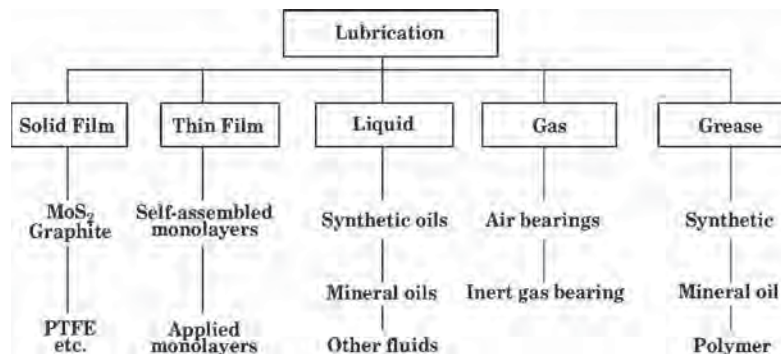 Lubrication
Solid Film
Thin Film
Liquid
Gas
Grease
MoS₂
Graphite
Self-assembled
monolayers
Synthetic oils
Air bearings
Synthetic
Mineral oils
Inert gas bearing
Mineral oil
PTFE
etc.
Applied
monolayers
Other fluids
Polymer